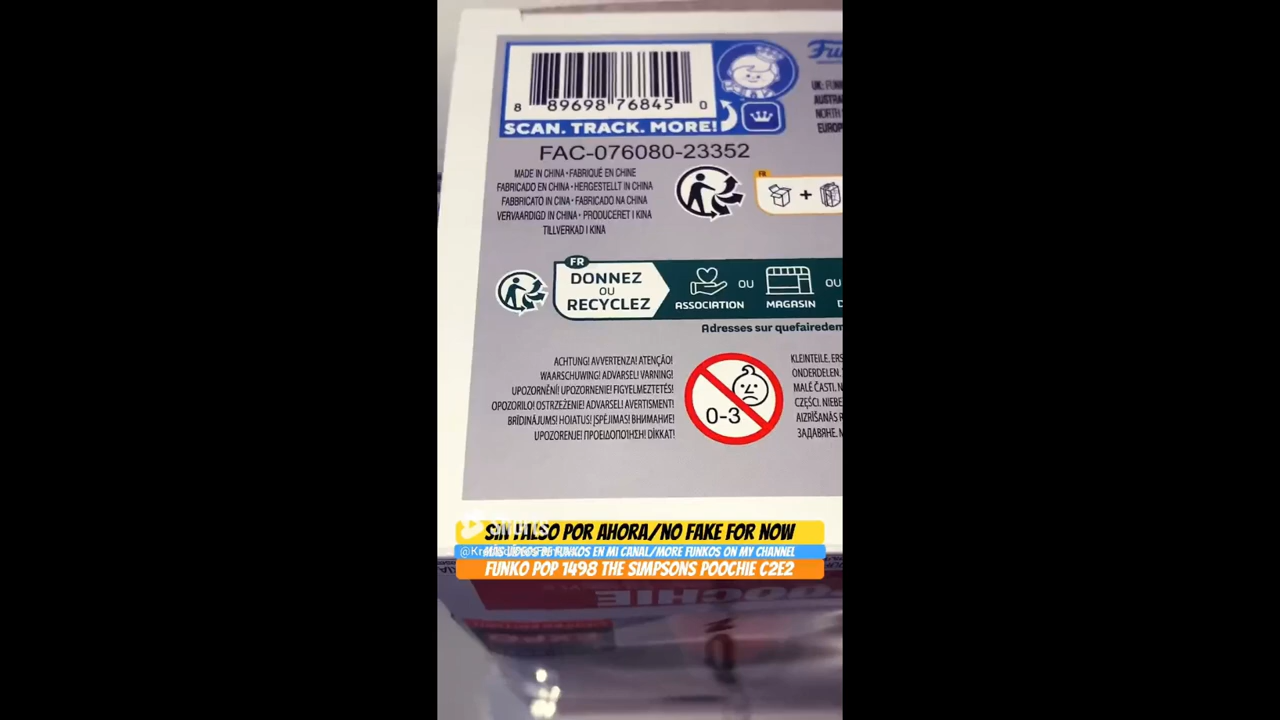 8 89698 76845 0
SCAN. TRACK. MORE!
FAC-076080-23352
MADE IN CHINA • FABRIQUÉ EN CHINE
FABRICADO EN CHINA • HERGESTELLT IN CHINA
FABBRICATO IN CINA • FABRICADO NA CHINA
VERVAARDIGD IN CHINA • PRODUCERET I KINA
TILLVERKAD I KINA
FR
FR
DONNEZ
OU
RECYCLEZ
ASSOCIATION
OU
MAGASIN
OU
Adresses sur quefairedem
ACHTUNG! AVVERTENZA! ATENÇÃO!
WAARSCHUWING! ADVARSEL! VARNING!
UPOZORNĚNÍ! UPOZORNENIE! FIGYELMEZTETÉS!
OPOZORILO! OSTRZEŻENIE! ADVARSEL! AVERTISMENT!
BRĪDINĀJUMS! HOIATUS! ĮSPĖJIMAS! ВНИМАНИЕ!
UPOZORENJE! ΠΡΟΕΙΔΟΠΟΙΗΣΗ! DİKKAT!
0-3
KLEINTEILE. ERS
ONDERDELEN.
MALÉ ČASTI. N
CZĘŚCI. NIEBE
AIZRĪŠANĀS
ЗАДАВЯНЕ.
SIN FALSO POR AHORA/NO FAKE FOR NOW
MÁS VIDEOS DE FUNKOS EN MI CANAL/MORE FUNKOS ON MY CHANNEL
FUNKO POP 1498 THE SIMPSONS POOCHIE C2E2
OOCHIE